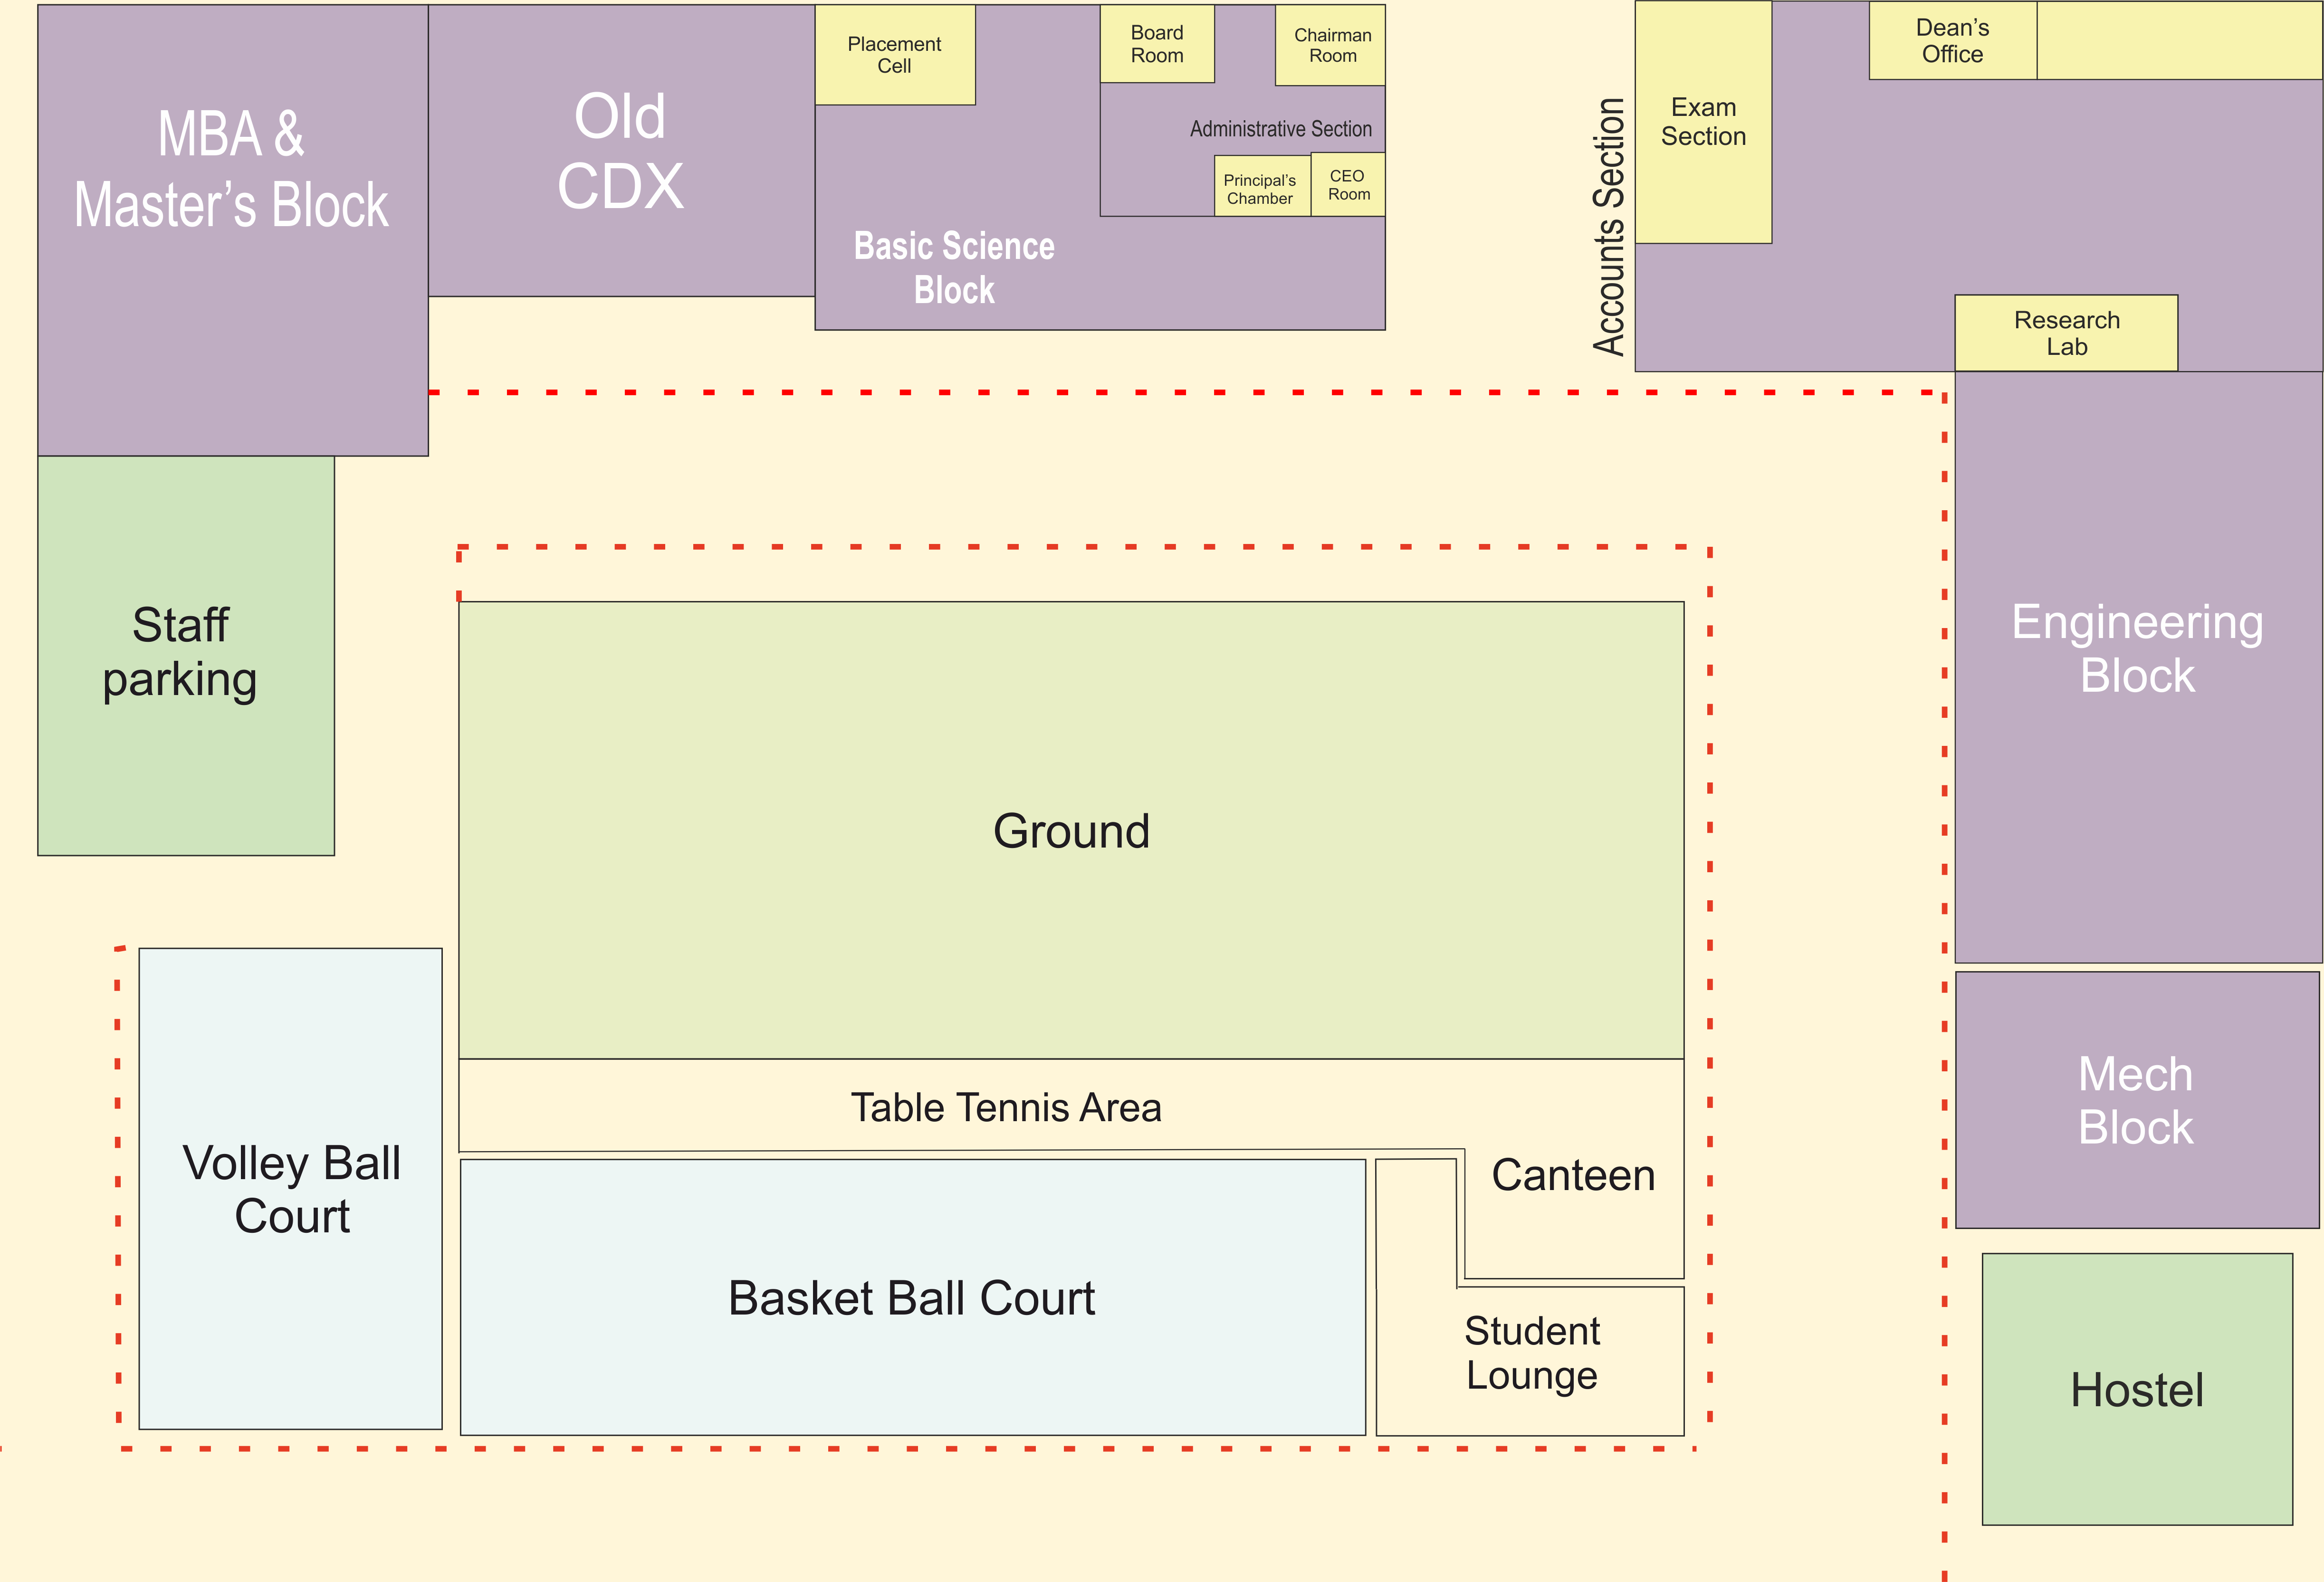 MBA &
Master’s Block
Old
CDX
Placement
Cell
Board
Room
Chairman
Room
Administrative Section
Principal’s
Chamber
CEO
Room
Basic Science
Block
Accounts Section
Exam
Section
Dean’s
Office
Research
Lab
Staff
parking
Engineering
Block
Ground
Table Tennis Area
Mech
Block
Volley Ball
Court
Canteen
Basket Ball Court
Student
Lounge
Hostel